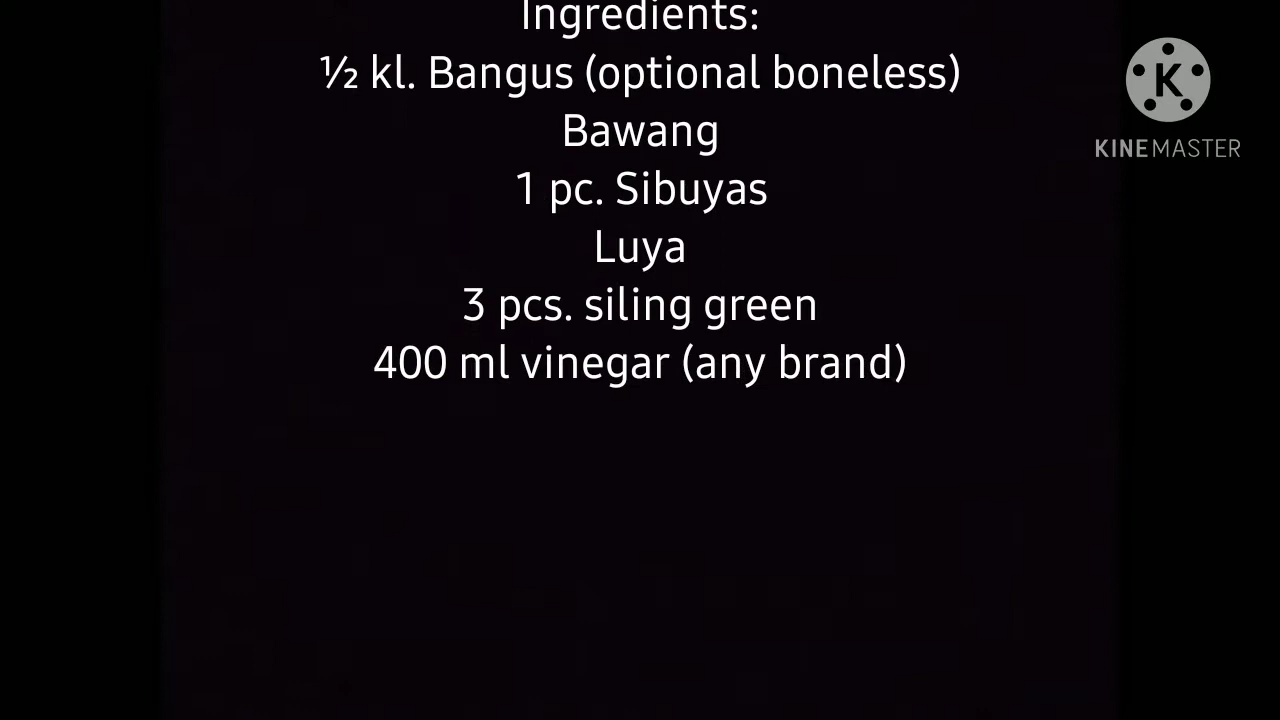 Ingredients:
½ kl. Bangus (optional boneless)
Bawang
1 pc. Sibuyas
Luya
3 pcs. siling green
400 ml vinegar (any brand)
K
KINEMASTER